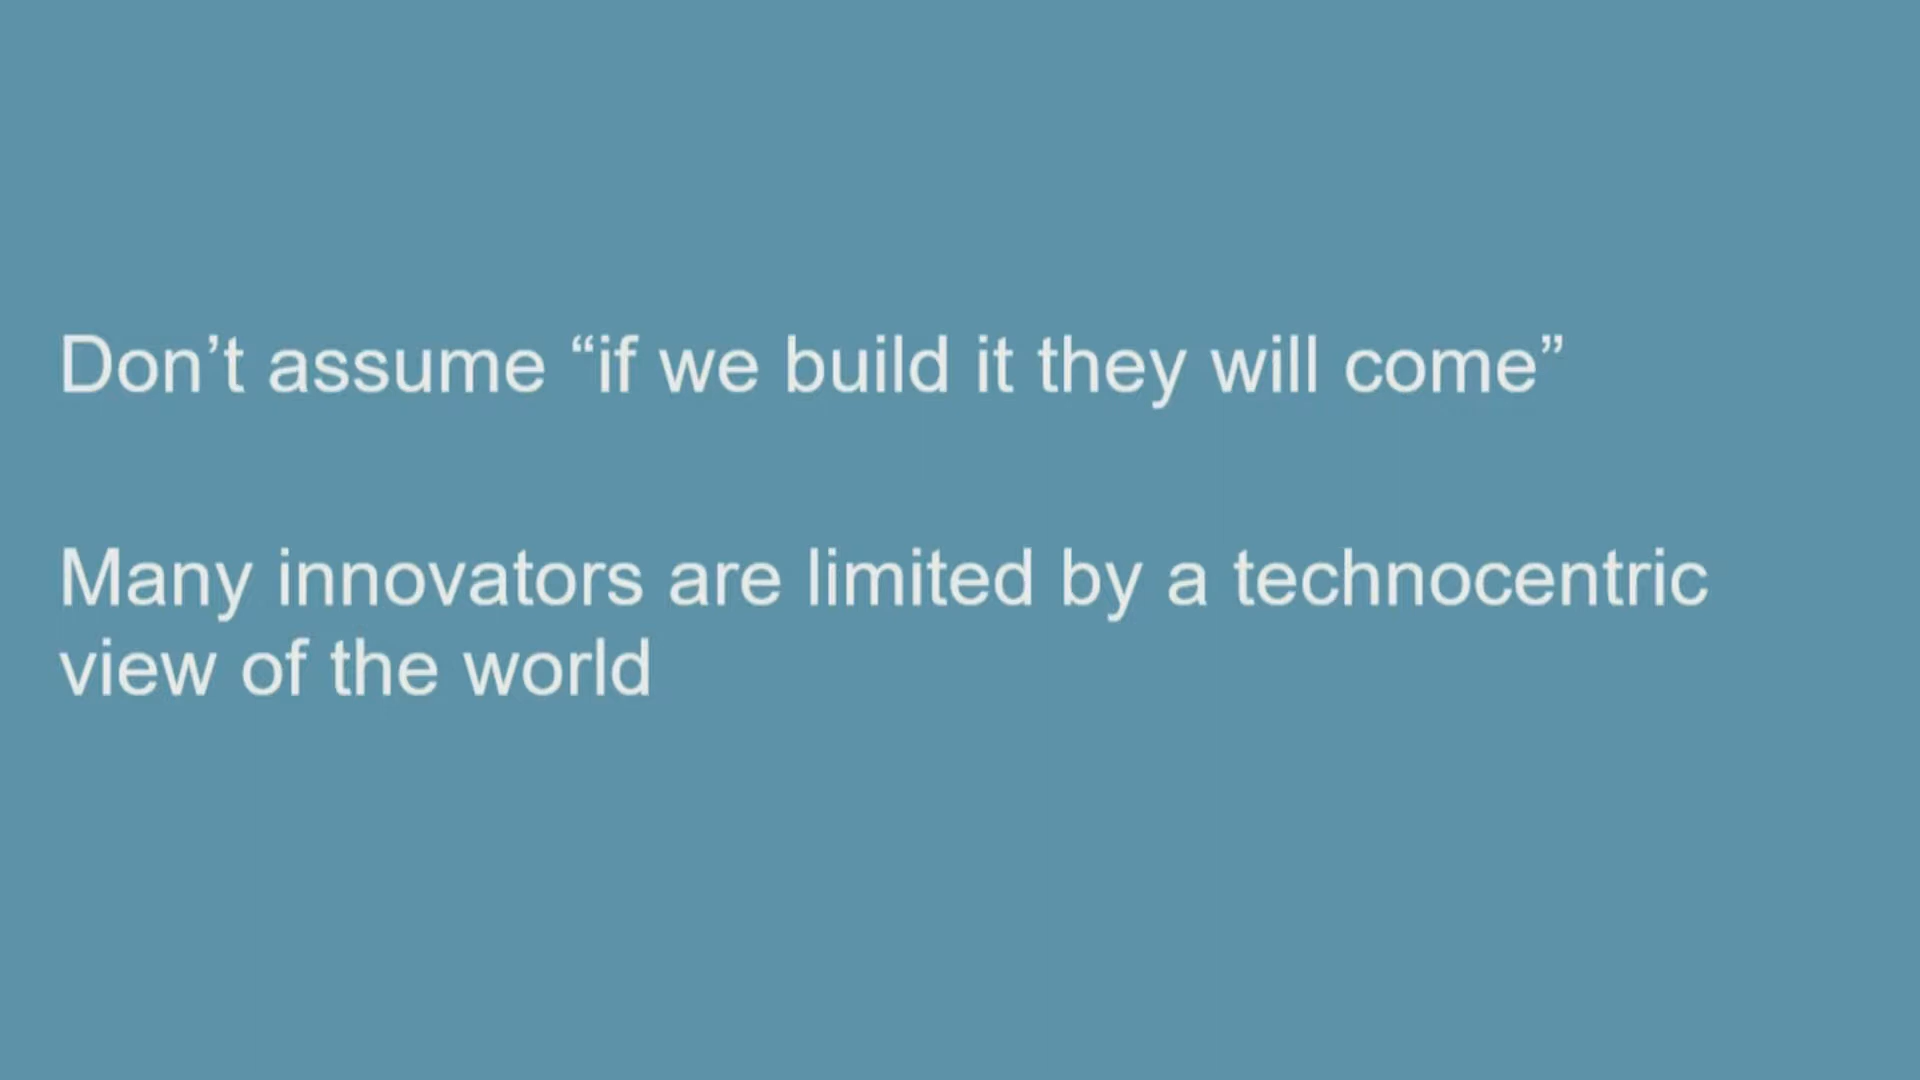 Don’t assume “if we build it they will come”
Many innovators are limited by a technocentric
view of the world